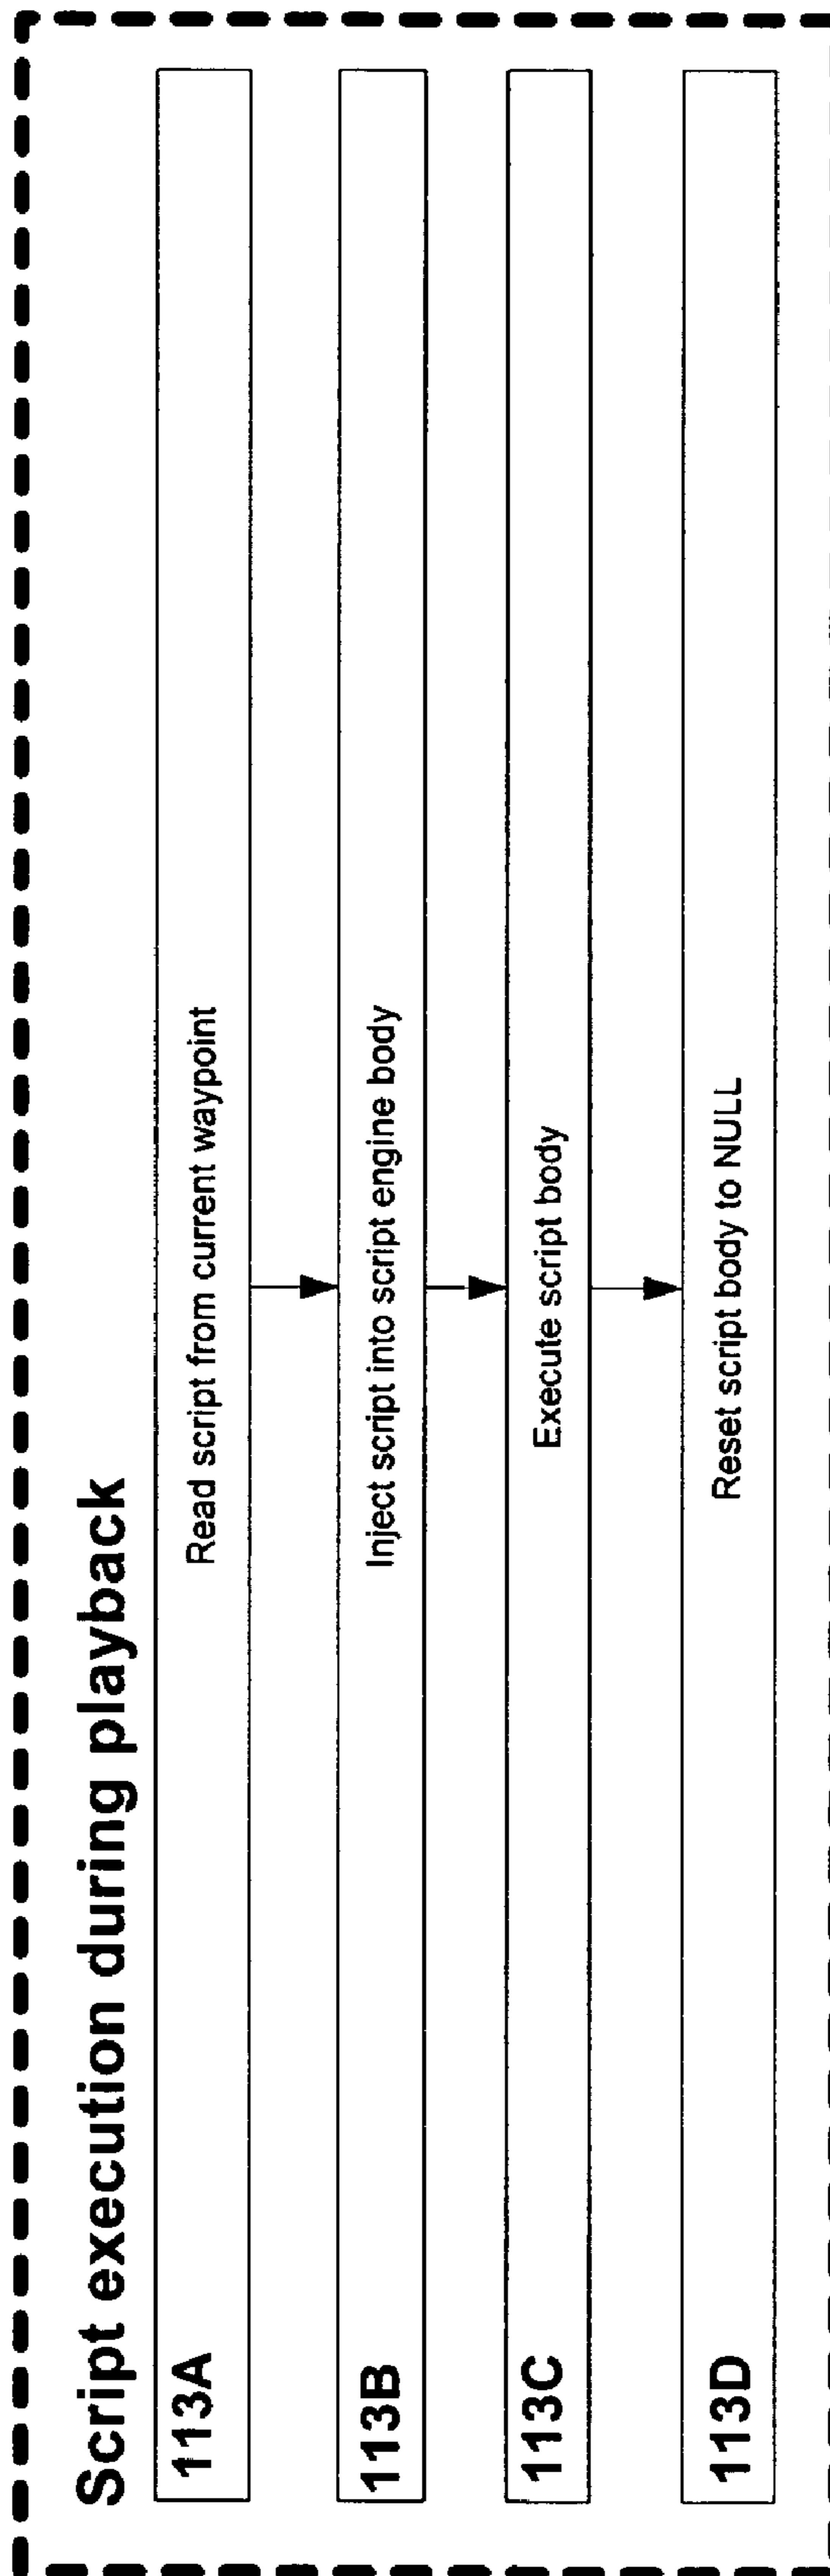 Script execution during playback
113A
Read script from current waypoint
113B
Inject script into script engine body
113C
Execute script body
113D
Reset script body to NULL